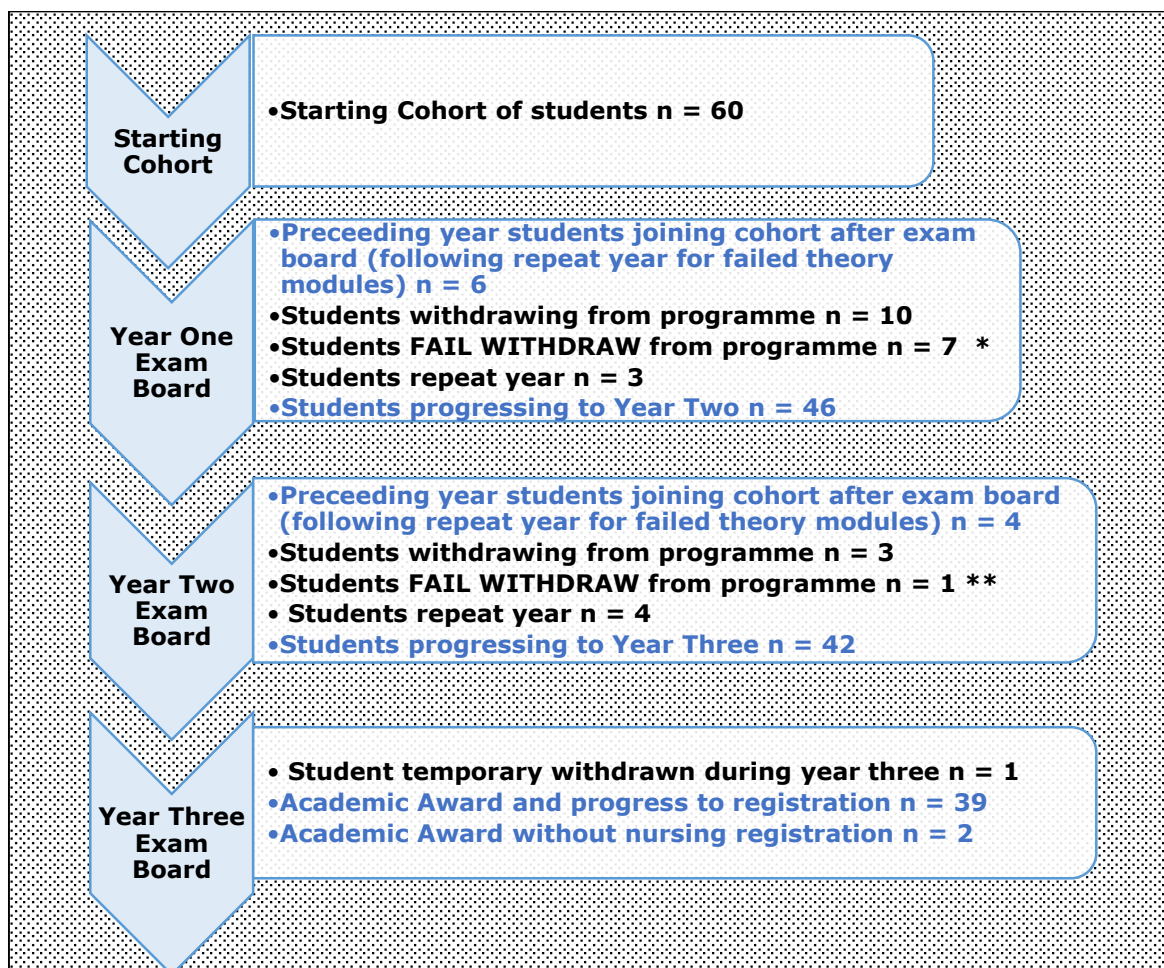 Starting
Cohort
•Starting Cohort of students n = 60
Year One
Exam
Board
•Preceeding year students joining cohort after exam
board (following repeat year for failed theory
modules) n = 6
•Students withdrawing from programme n = 10
•Students FAIL WITHDRAW from programme n = 7 *
•Students repeat year n = 3
•Students progressing to Year Two n = 46
Year Two
Exam
Board
•Preceeding year students joining cohort after exam board
(following repeat year for failed theory modules) n = 4
•Students withdrawing from programme n = 3
•Students FAIL WITHDRAW from programme n = 1 **
• Students repeat year n = 4
•Students progressing to Year Three n = 42
Year Three
Exam
Board
• Student temporary withdrawn during year three n = 1
•Academic Award and progress to registration n = 39
•Academic Award without nursing registration n = 2